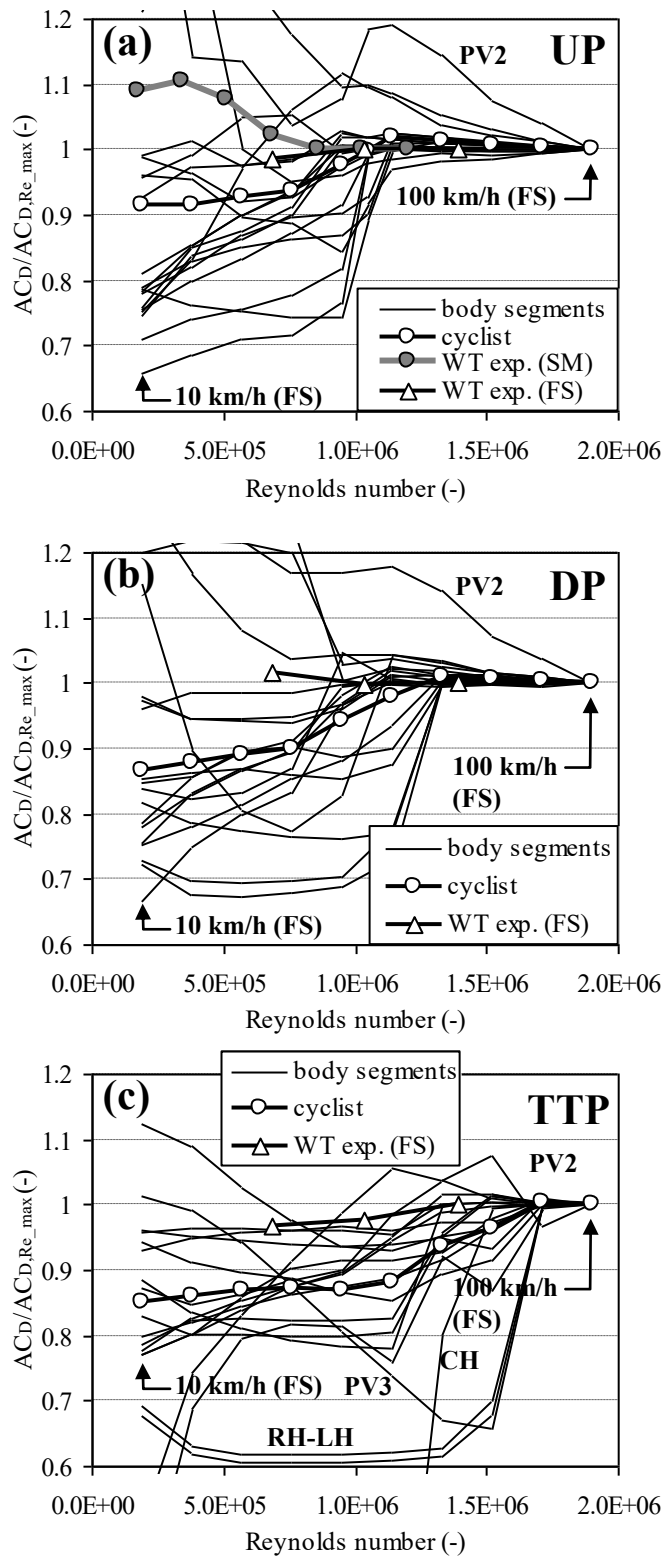 1.2
(a)
UP
PV2
1.1
1
0.9
0.8
0.7
0.6
ACD/ACD,Re_max (-)
100 km/h (FS)
body segments
cyclist
WT exp. (SM)
WT exp. (FS)
10 km/h (FS)
0.0E+00 5.0E+05 1.0E+06 1.5E+06 2.0E+06
Reynolds number (-)
1.2
(b)
DP
PV2
1.1
1
0.9
0.8
0.7
0.6
ACD/ACD,Re_max (-)
100 km/h
(FS)
body segments
cyclist
WT exp. (FS)
10 km/h (FS)
0.0E+00 5.0E+05 1.0E+06 1.5E+06 2.0E+06
Reynolds number (-)
body segments
cyclist
WT exp. (FS)
1.2
(c)
TTP
PV2
1.1
1
0.9
0.8
0.7
0.6
ACD/ACD,Re_max (-)
100 km/h
(FS)
CH
10 km/h (FS)
PV3
RH-LH
0.0E+00 5.0E+05 1.0E+06 1.5E+06 2.0E+06
Reynolds number (-)